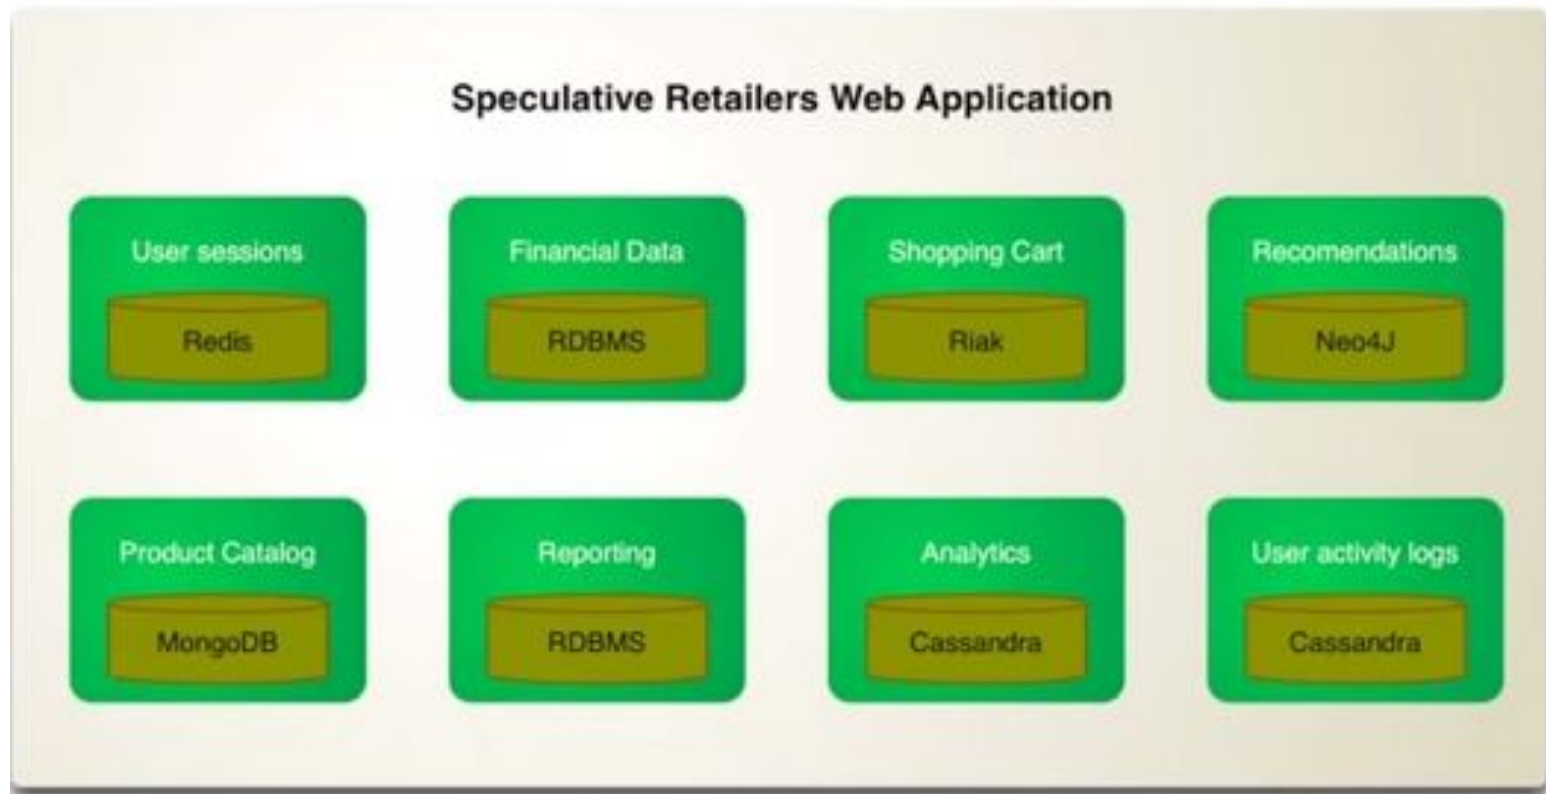 Speculative Retailers Web Application
User sessions
Redis
Financial Data
RDBMS
Shopping Cart
Riak
Recomendations
Neo4J
Product Catalog
MongoDB
Reporting
RDBMS
Analytics
Cassandra
User activity logs
Cassandra